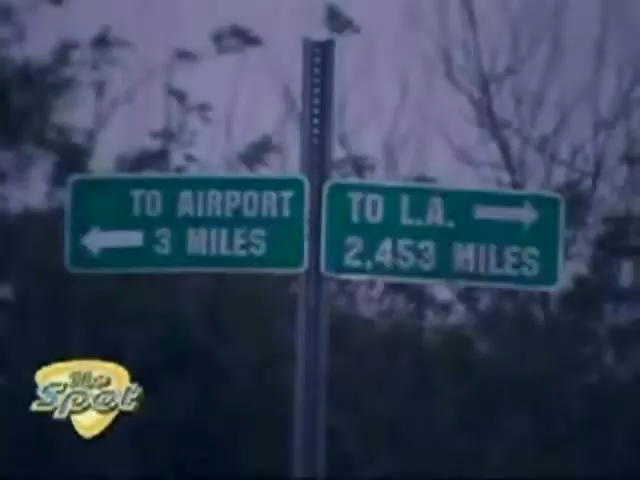 TO AIRPORT
3 MILES
TO L.A.
2,453 MILES
The
Spot